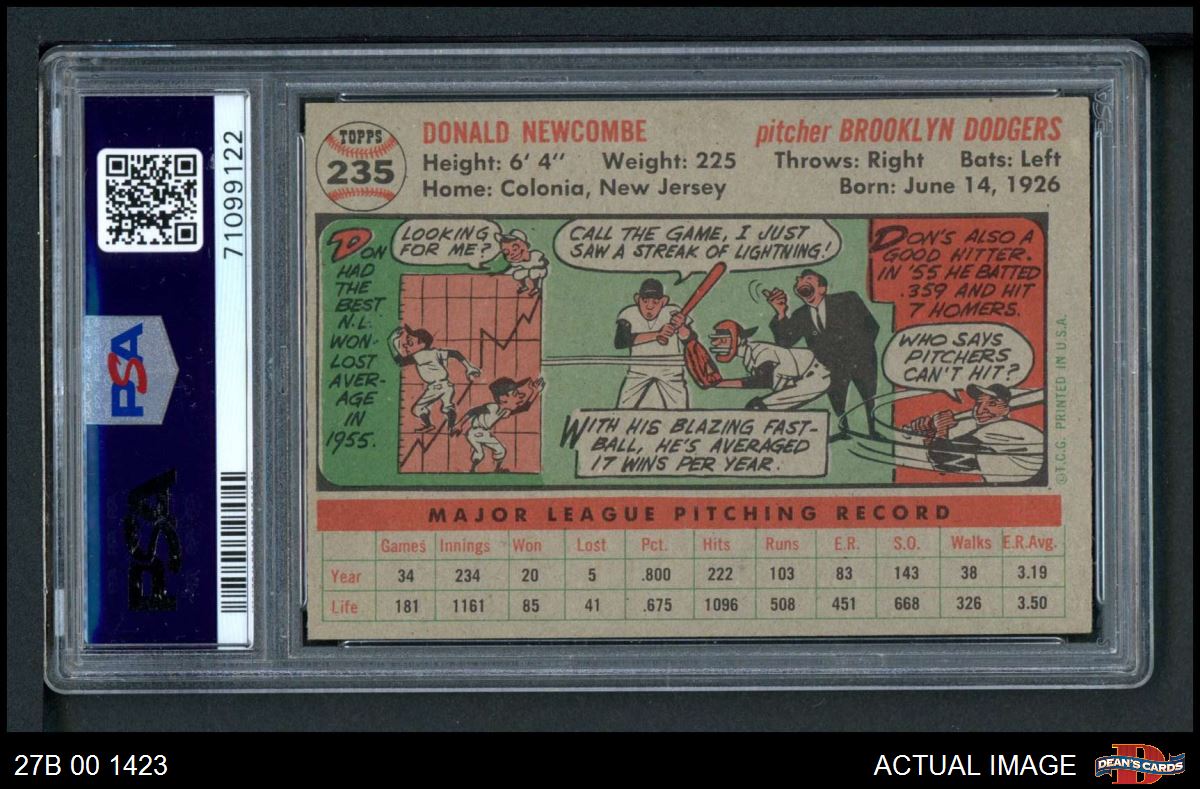 71099122
PSA
PSA
TOPPS
235
DONALD NEWCOMBE
pitcher BROOKLYN DODGERS
Height: 6' 4" Weight: 225 Throws: Right Bats: Left
Home: Colonia, New Jersey Born: June 14, 1926
DON
HAD
THE
BEST
N.L.
WON-
LOST
AVER-
AGE
IN
1955.
LOOKING
FOR ME?
CALL THE GAME, I JUST
SAW A STREAK OF LIGHTNING!
WITH HIS BLAZING FAST-
BALL, HE'S AVERAGED
17 WINS PER YEAR.
DON'S ALSO A
GOOD HITTER.
IN '55 HE BATTED
.359 AND HIT
7 HOMERS.
WHO SAYS
PITCHERS
CAN'T HIT?
©T.C.G. PRINTED IN U.S.A.
MAJOR LEAGUE PITCHING RECORD
Games Innings Won Lost Pct. Hits Runs E.R. S.O. Walks E.R.Avg.
Year 34 234 20 5 .800 222 103 83 143 38 3.19
Life 181 1161 85 41 .675 1096 508 451 668 326 3.50
27B 00 1423
ACTUAL IMAGE
DEAN'S CARDS